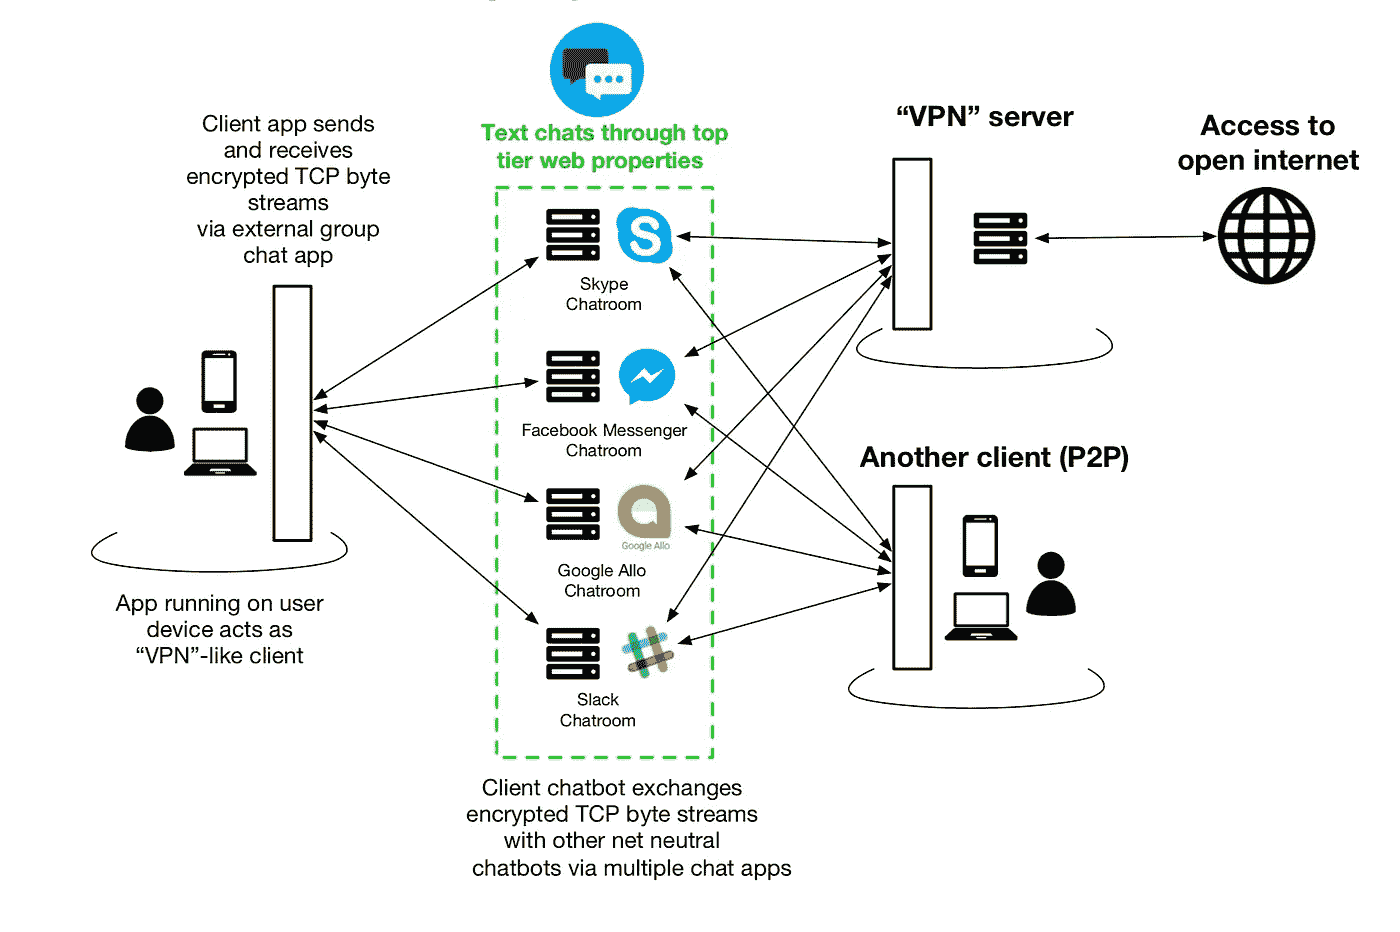 Client app sends
and receives
encrypted TCP byte
streams
via external group
chat app
App running on user
device acts as
“VPN”-like client
Text chats through top
tier web properties
S
Skype
Chatroom
Facebook Messenger
Chatroom
Google Allo
Google Allo
Chatroom
Slack
Chatroom
Client chatbot exchanges
encrypted TCP byte streams
with other net neutral
chatbots via multiple chat apps
“VPN” server
Access to
open internet
Another client (P2P)